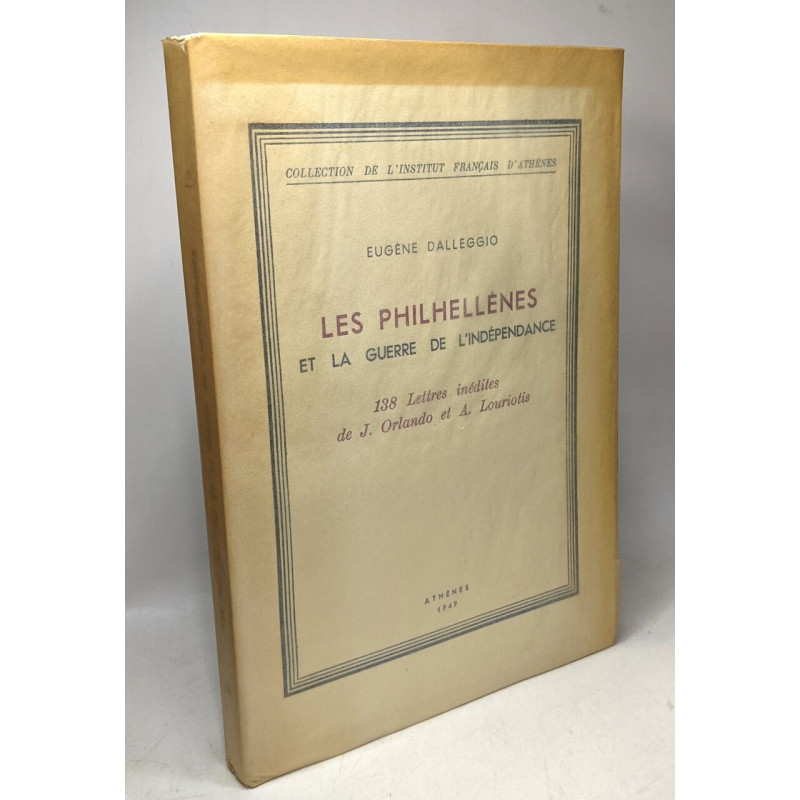 COLLECTION DE L'INSTITUT FRANÇAIS D'ATHÈNES
EUGÈNE DALLEGGIO
LES PHILHELLÈNES
ET LA GUERRE DE L'INDÉPENDANCE
138 Lettres inédites
de J. Orlando et A. Louriotis
ATHÈNES
1949